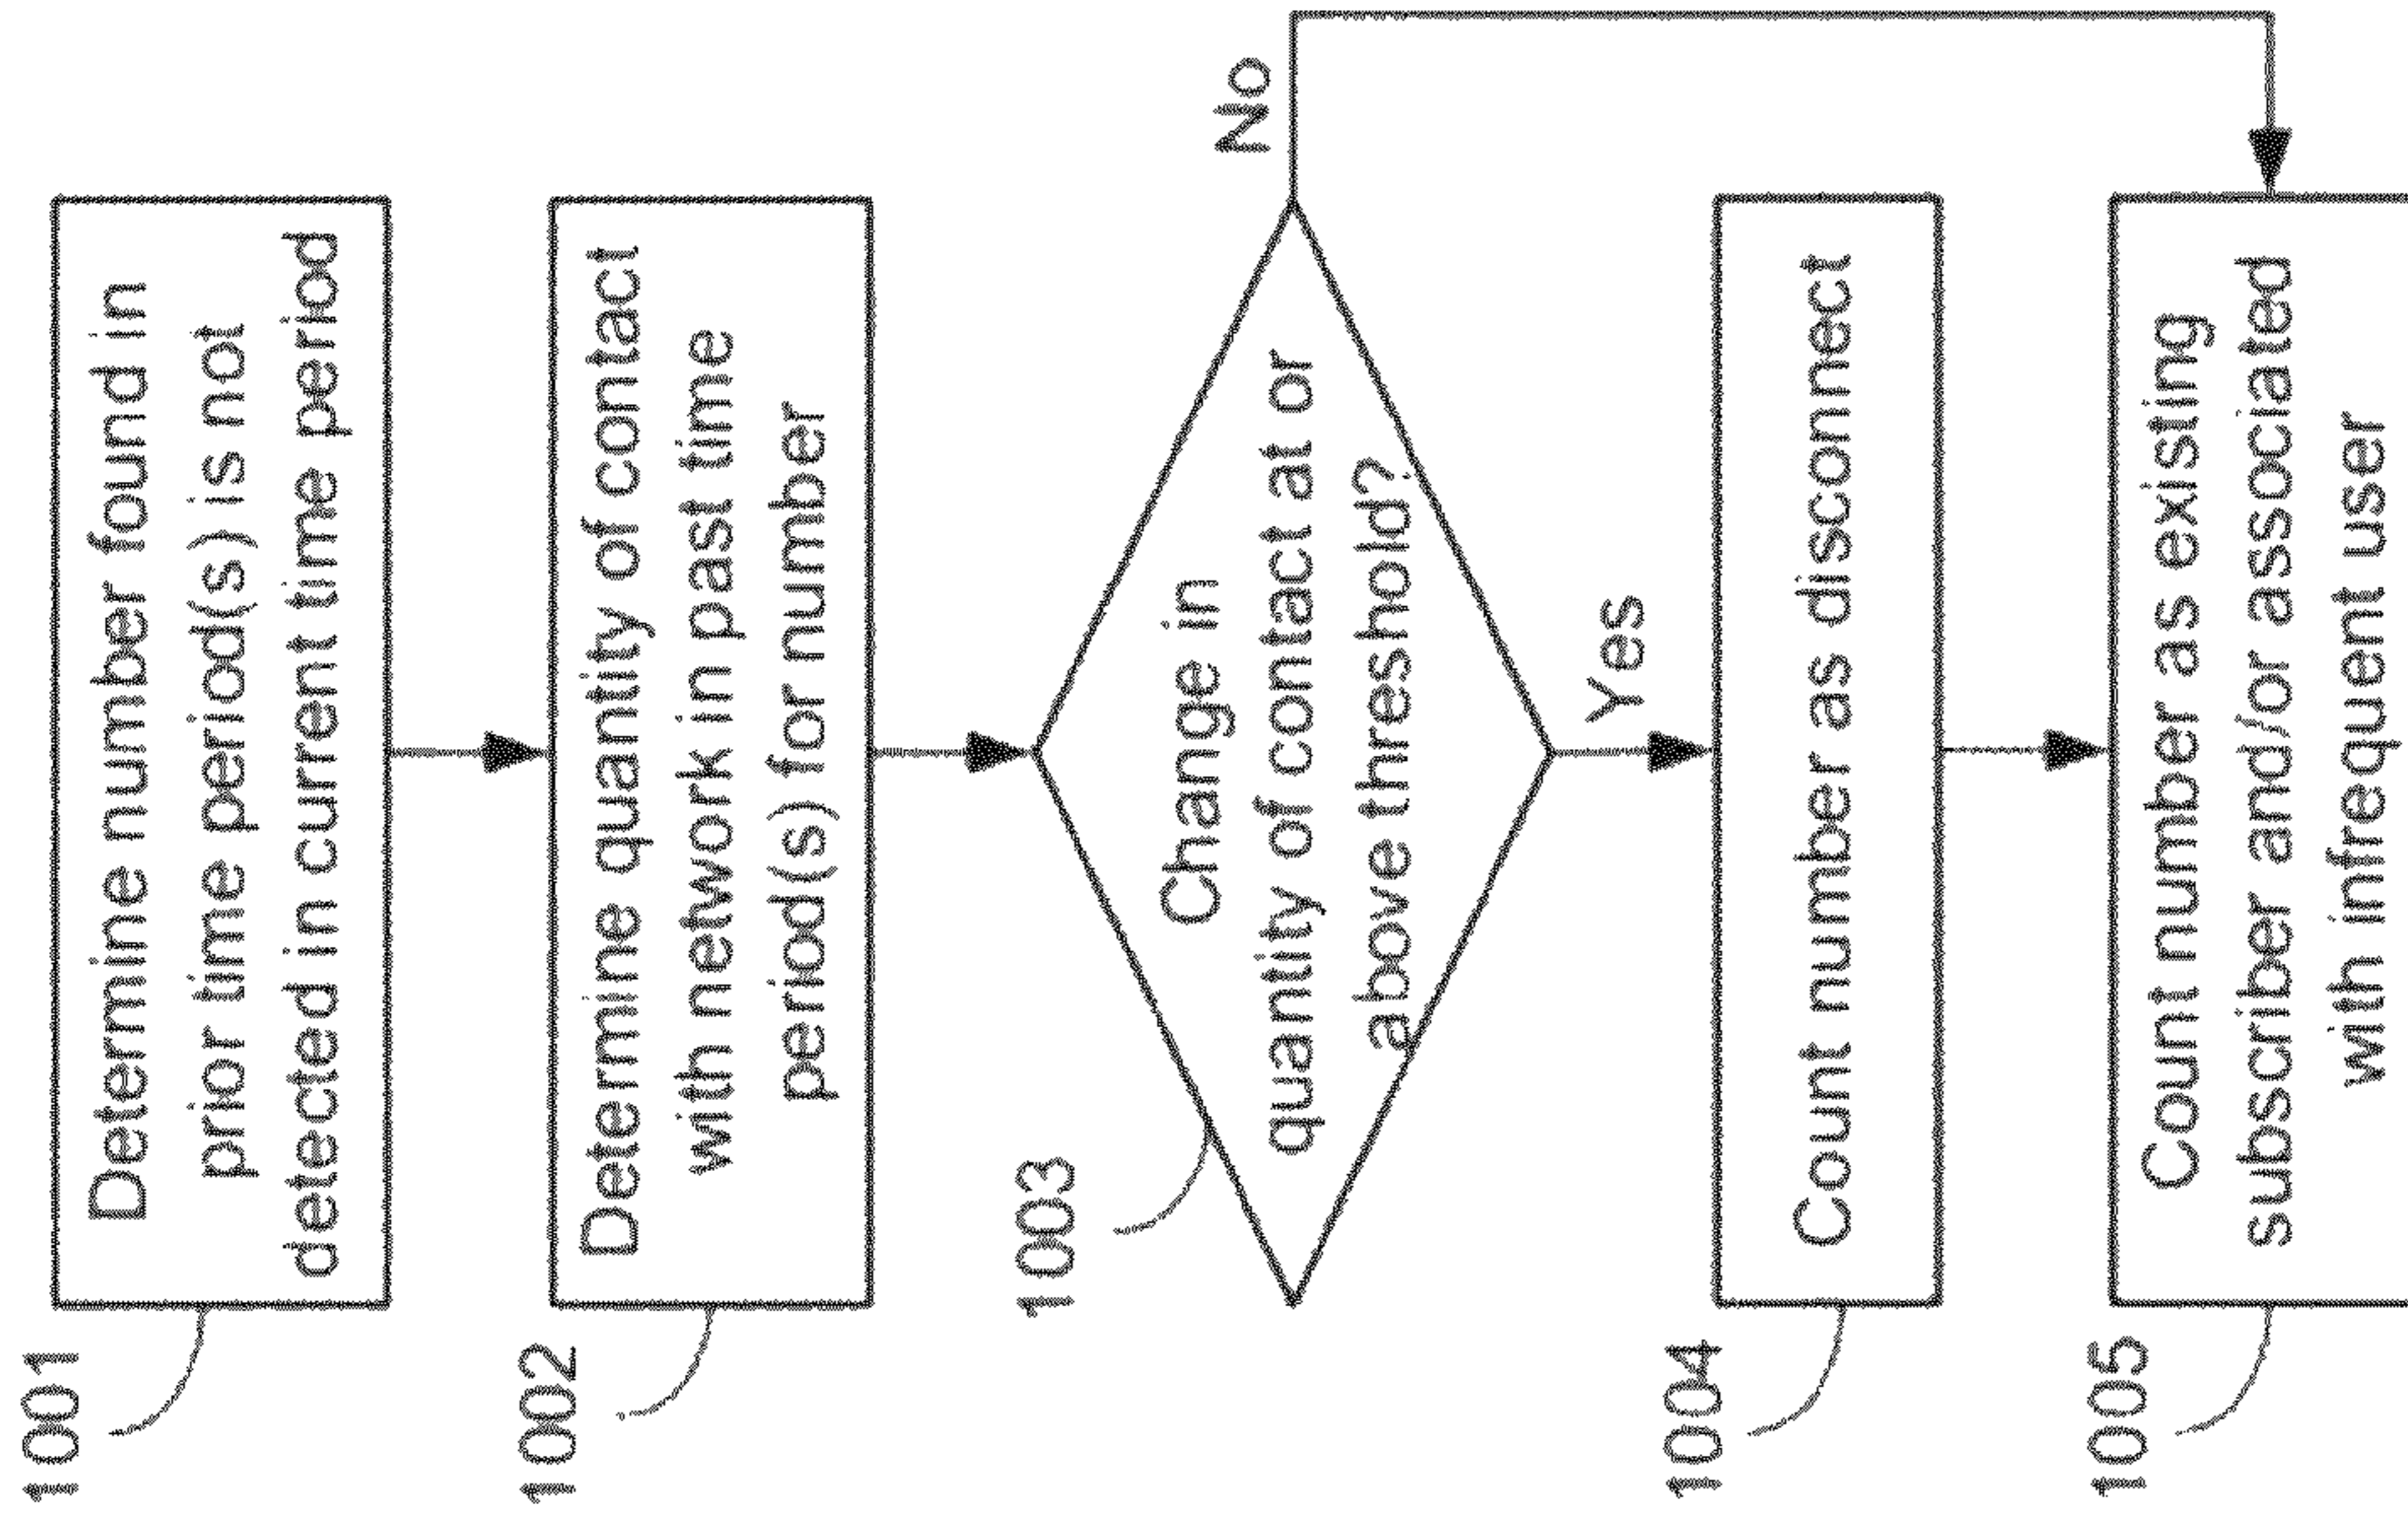 1001
Determine number found in
prior time period(s) is not
detected in current time period
1002
Determine quantity of contact
with network in past time
period(s) for number
1003
Change in
quantity of contact at or
above threshold?
No
Yes
1004
Count number as disconnect
1005
Count number as existing
subscriber and/or associated
with infrequent user